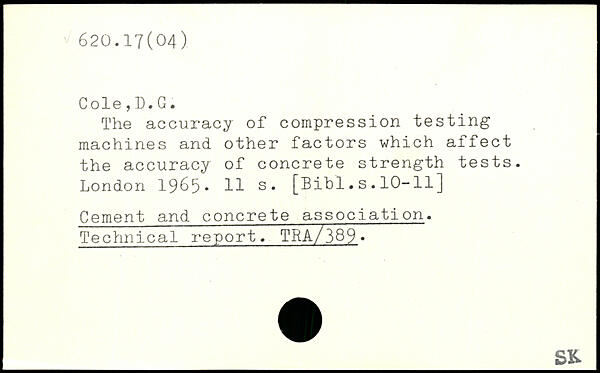 620.17(04)
Cole,D.G.
The accuracy of compression testing
machines and other factors which affect
the accuracy of concrete strength tests.
London 1965. 11 s. [Bibl.s.10-11]
Cement and concrete association.
Technical report. TRA/389.
SK